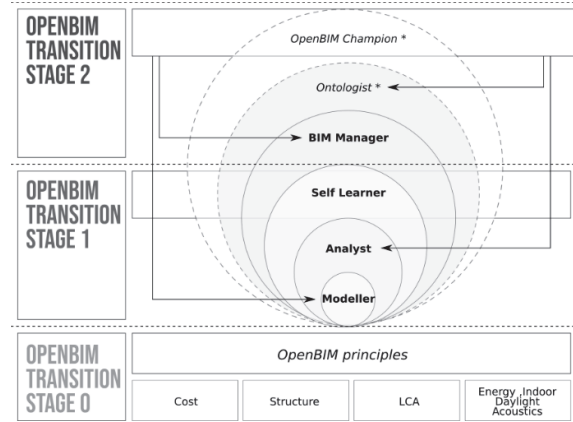 OPENBIM
TRANSITION
STAGE 2
OpenBIM Champion *
Ontologist *
BIM Manager
OPENBIM
TRANSITION
STAGE 1
Self Learner
Analyst
Modeller
OPENBIM
TRANSITION
STAGE 0
OpenBIM principles
Cost
Structure
LCA
Energy Indoor
Daylight
Acoustics